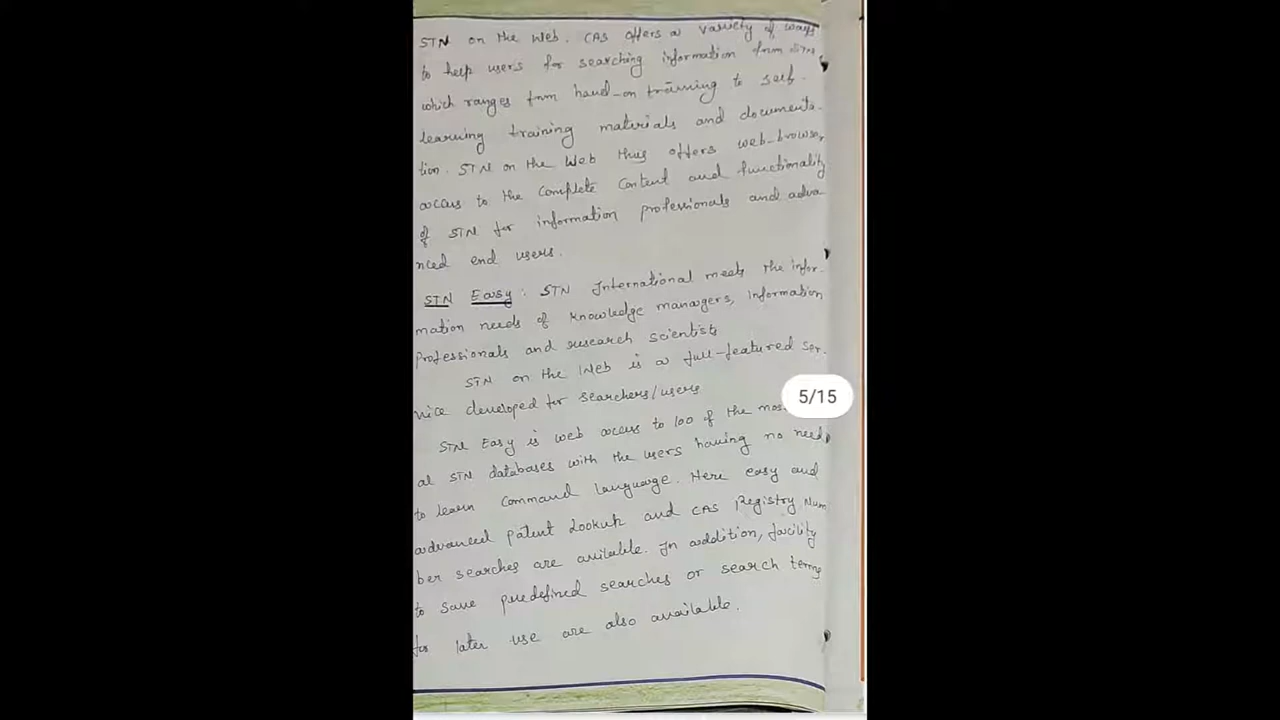 STN on the Web. CAS offers a variety of ways
to help users for searching information from STN,
which ranges from hand-on training to self-
learning training materials and documenta-
tion. STN on the Web thus offers web-browser
access to the complete content and functionality
of STN for information professionals and adva
nced end users.
STN Easy: STN International meets the infor-
mation needs of knowledge managers, information
professionals and research scientists
STN on the Web is a full-featured ser-
vice developed for searchers/users
5/15
STN Easy is web access to 100 of the most
al STN databases with the users having no need
to learn command language. Here easy and
advanced patent lookup and CAS Registry Num
ber searches are available. In addition, facility
to save predefined searches or search terms
for later use are also available.